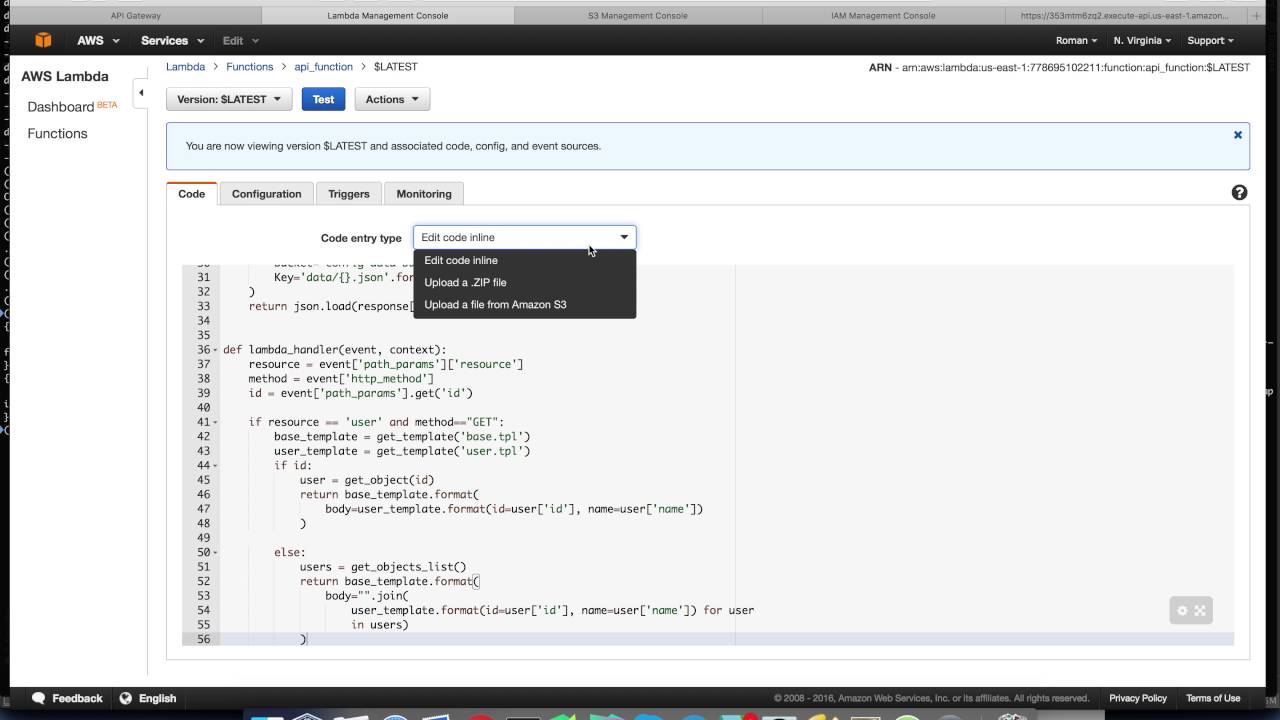 API Gateway
Lambda Management Console
S3 Management Console
IAM Management Console
https://353mtm6zq2.execute-api.us-east-1.amazon...
AWS
Services
Edit
Roman
N. Virginia
Support
AWS Lambda
Dashboard BETA
Functions
Lambda > Functions > api_function > $LATEST
ARN - arn:aws:lambda:us-east-1:778695102211:function:api_function:$LATEST
Version: $LATEST
Test
Actions
You are now viewing version $LATEST and associated code, config, and event sources.
Code
Configuration
Triggers
Monitoring
Code entry type
Edit code inline
Edit code inline
Upload a .ZIP file
Upload a file from Amazon S3
31 Key='data/{}.json'.for
32 )
33 return json.load(response[
34
35
36 def lambda_handler(event, context):
37 resource = event['path_params']['resource']
38 method = event['http_method']
39 id = event['path_params'].get('id')
40
41 if resource == 'user' and method=="GET":
42 base_template = get_template('base.tpl')
43 user_template = get_template('user.tpl')
44 if id:
45 user = get_object(id)
46 return base_template.format(
47 body=user_template.format(id=user['id'], name=user['name'])
48 )
49
50 else:
51 users = get_objects_list()
52 return base_template.format(
53 body="".join(
54 user_template.format(id=user['id'], name=user['name']) for user
55 in users)
56 )
Feedback
English
© 2008 - 2016, Amazon Web Services, Inc. or its affiliates. All rights reserved.
Privacy Policy
Terms of Use